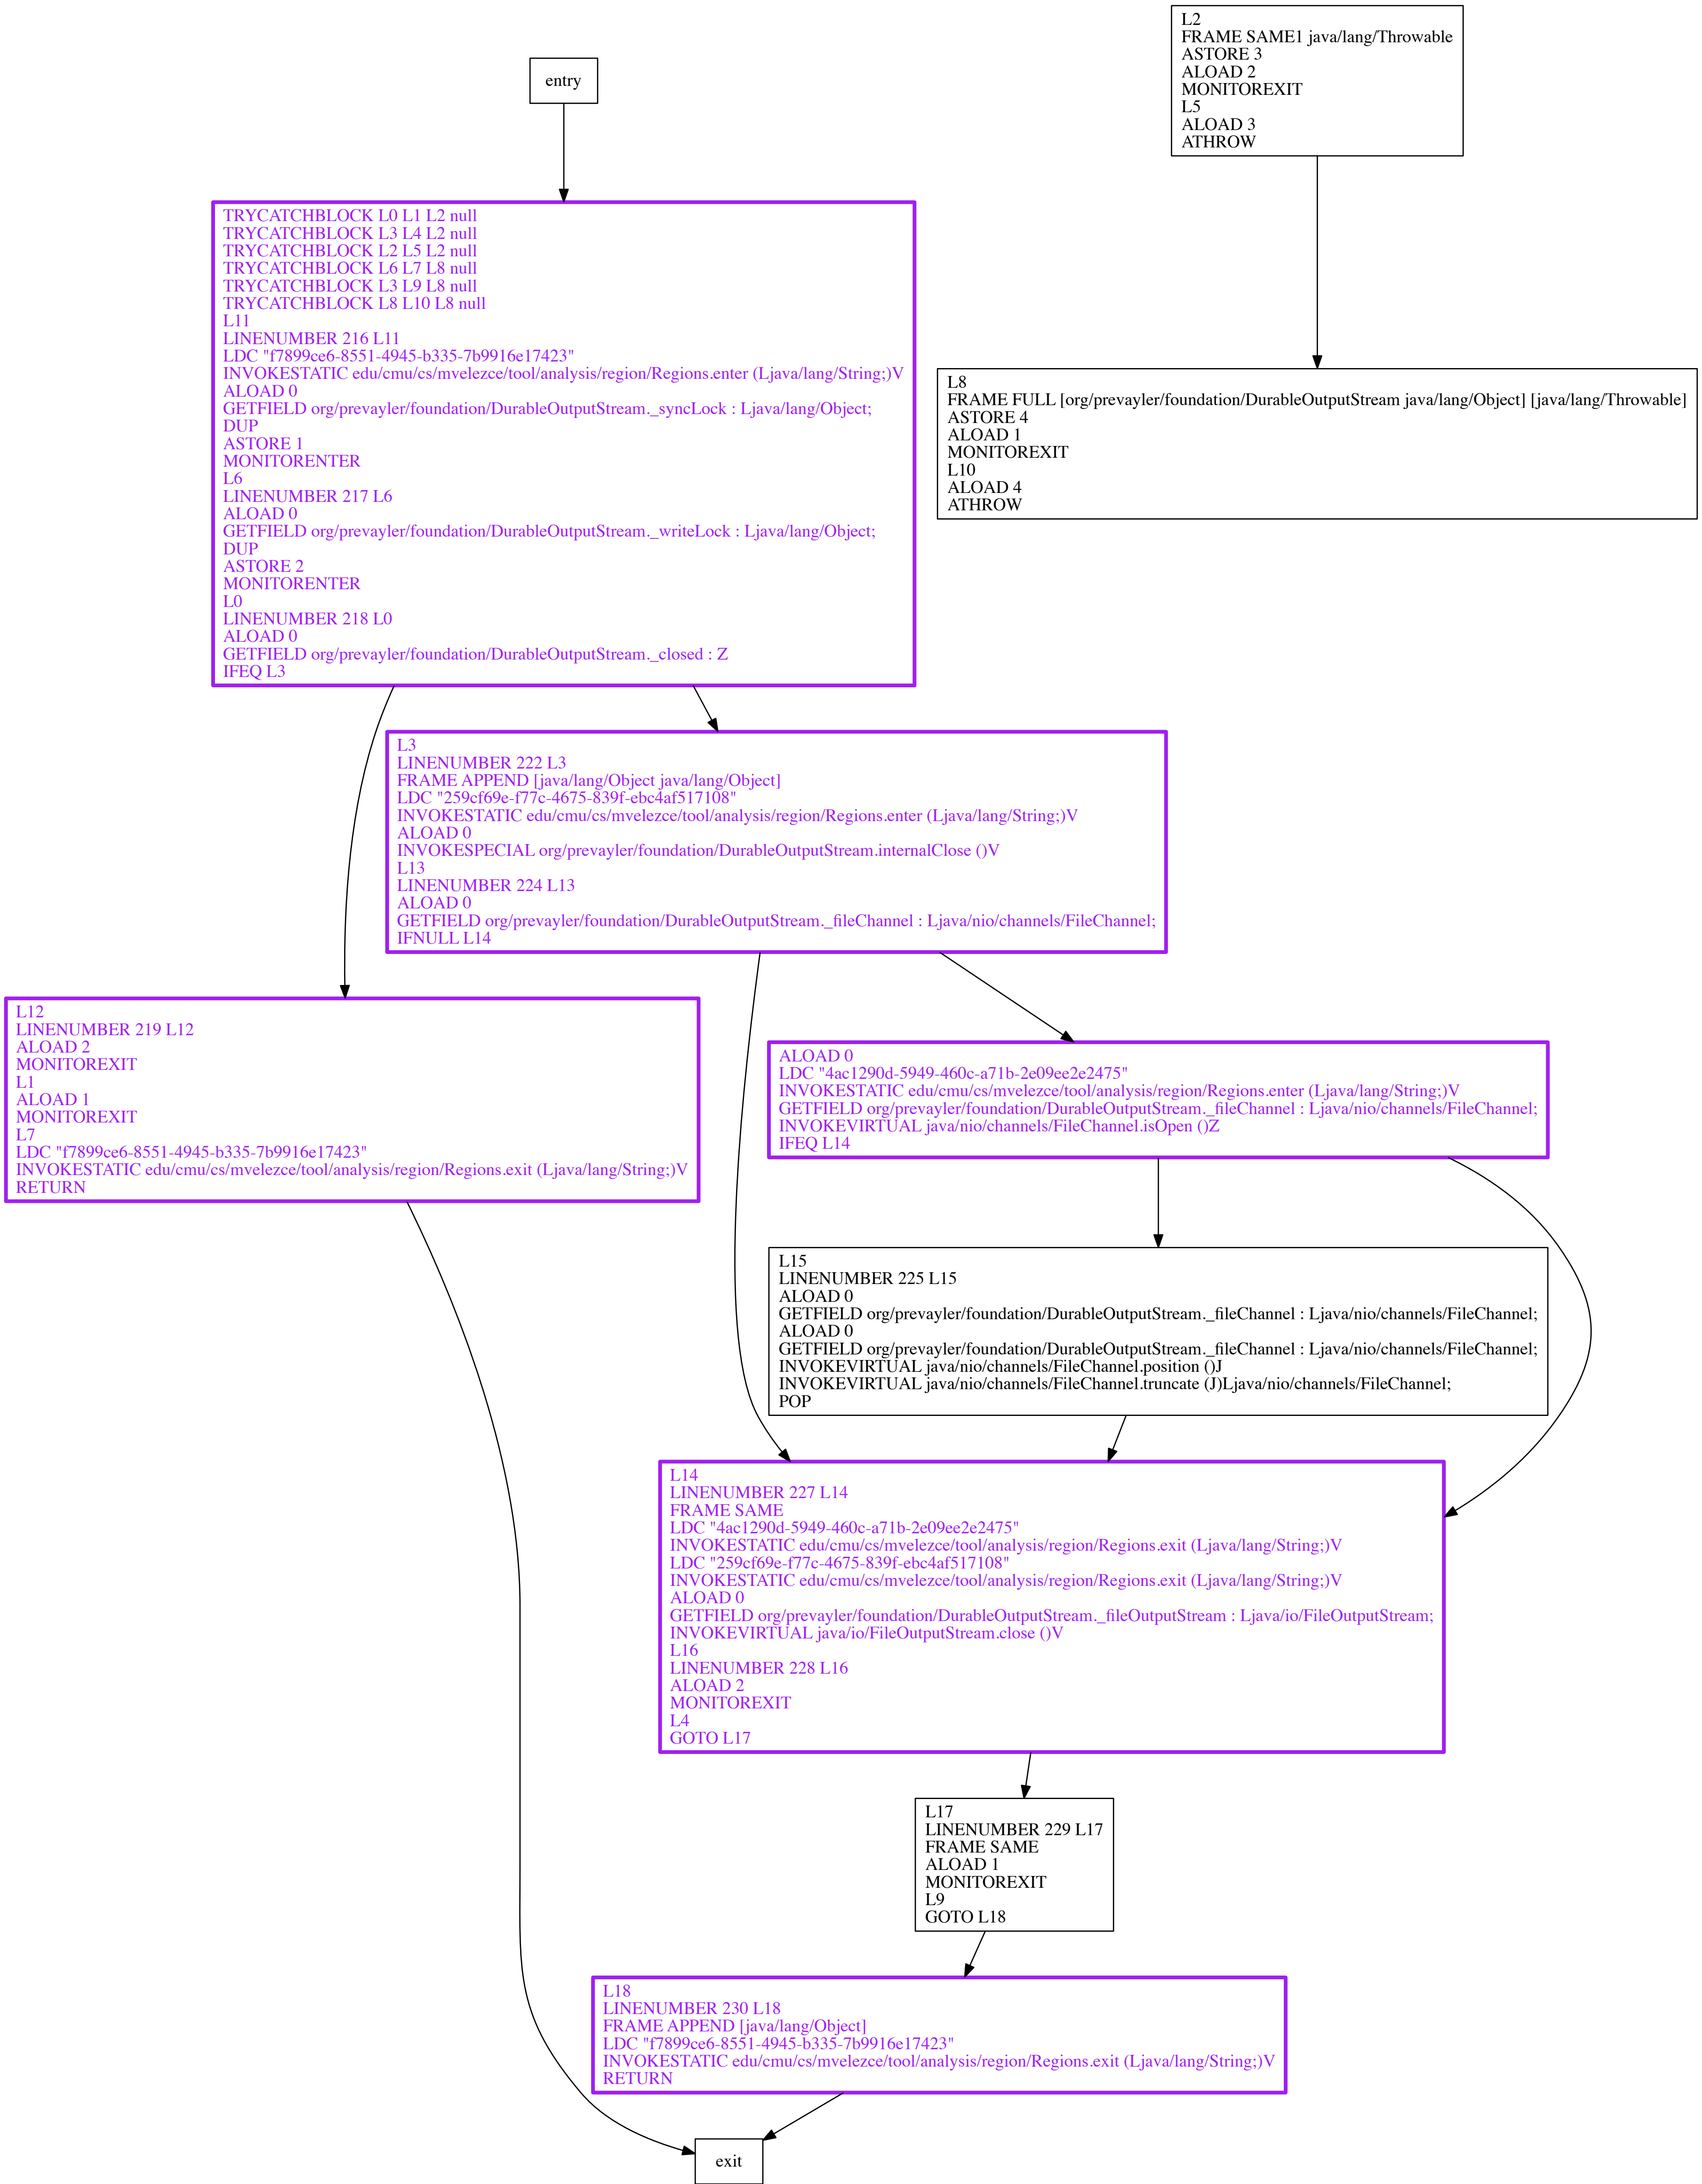 entry
TRYCATCHBLOCK L0 L1 L2 null
TRYCATCHBLOCK L3 L4 L2 null
TRYCATCHBLOCK L2 L5 L2 null
TRYCATCHBLOCK L6 L7 L8 null
TRYCATCHBLOCK L3 L9 L8 null
TRYCATCHBLOCK L8 L10 L8 null
L11
LINENUMBER 216 L11
LDC "f7899ce6-8551-4945-b335-7b9916e17423"
INVOKESTATIC edu/cmu/cs/mvelezce/tool/analysis/region/Regions.enter (Ljava/lang/String;)V
ALOAD 0
GETFIELD org/prevayler/foundation/DurableOutputStream._syncLock : Ljava/lang/Object;
DUP
ASTORE 1
MONITORENTER
L6
LINENUMBER 217 L6
ALOAD 0
GETFIELD org/prevayler/foundation/DurableOutputStream._writeLock : Ljava/lang/Object;
DUP
ASTORE 2
MONITORENTER
L0
LINENUMBER 218 L0
ALOAD 0
GETFIELD org/prevayler/foundation/DurableOutputStream._closed : Z
IFEQ L3
L2
FRAME SAME1 java/lang/Throwable
ASTORE 3
ALOAD 2
MONITOREXIT
L5
ALOAD 3
ATHROW
L8
FRAME FULL [org/prevayler/foundation/DurableOutputStream java/lang/Object] [java/lang/Throwable]
ASTORE 4
ALOAD 1
MONITOREXIT
L10
ALOAD 4
ATHROW
L3
LINENUMBER 222 L3
FRAME APPEND [java/lang/Object java/lang/Object]
LDC "259cf69e-f77c-4675-839f-ebc4af517108"
INVOKESTATIC edu/cmu/cs/mvelezce/tool/analysis/region/Regions.enter (Ljava/lang/String;)V
ALOAD 0
INVOKESPECIAL org/prevayler/foundation/DurableOutputStream.internalClose ()V
L13
LINENUMBER 224 L13
ALOAD 0
GETFIELD org/prevayler/foundation/DurableOutputStream._fileChannel : Ljava/nio/channels/FileChannel;
IFNULL L14
L12
LINENUMBER 219 L12
ALOAD 2
MONITOREXIT
L1
ALOAD 1
MONITOREXIT
L7
LDC "f7899ce6-8551-4945-b335-7b9916e17423"
INVOKESTATIC edu/cmu/cs/mvelezce/tool/analysis/region/Regions.exit (Ljava/lang/String;)V
RETURN
ALOAD 0
LDC "4ac1290d-5949-460c-a71b-2e09ee2e2475"
INVOKESTATIC edu/cmu/cs/mvelezce/tool/analysis/region/Regions.enter (Ljava/lang/String;)V
GETFIELD org/prevayler/foundation/DurableOutputStream._fileChannel : Ljava/nio/channels/FileChannel;
INVOKEVIRTUAL java/nio/channels/FileChannel.isOpen ()Z
IFEQ L14
L15
LINENUMBER 225 L15
ALOAD 0
GETFIELD org/prevayler/foundation/DurableOutputStream._fileChannel : Ljava/nio/channels/FileChannel;
ALOAD 0
GETFIELD org/prevayler/foundation/DurableOutputStream._fileChannel : Ljava/nio/channels/FileChannel;
INVOKEVIRTUAL java/nio/channels/FileChannel.position ()J
INVOKEVIRTUAL java/nio/channels/FileChannel.truncate (J)Ljava/nio/channels/FileChannel;
POP
L14
LINENUMBER 227 L14
FRAME SAME
LDC "4ac1290d-5949-460c-a71b-2e09ee2e2475"
INVOKESTATIC edu/cmu/cs/mvelezce/tool/analysis/region/Regions.exit (Ljava/lang/String;)V
LDC "259cf69e-f77c-4675-839f-ebc4af517108"
INVOKESTATIC edu/cmu/cs/mvelezce/tool/analysis/region/Regions.exit (Ljava/lang/String;)V
ALOAD 0
GETFIELD org/prevayler/foundation/DurableOutputStream._fileOutputStream : Ljava/io/FileOutputStream;
INVOKEVIRTUAL java/io/FileOutputStream.close ()V
L16
LINENUMBER 228 L16
ALOAD 2
MONITOREXIT
L4
GOTO L17
L17
LINENUMBER 229 L17
FRAME SAME
ALOAD 1
MONITOREXIT
L9
GOTO L18
L18
LINENUMBER 230 L18
FRAME APPEND [java/lang/Object]
LDC "f7899ce6-8551-4945-b335-7b9916e17423"
INVOKESTATIC edu/cmu/cs/mvelezce/tool/analysis/region/Regions.exit (Ljava/lang/String;)V
RETURN
exit